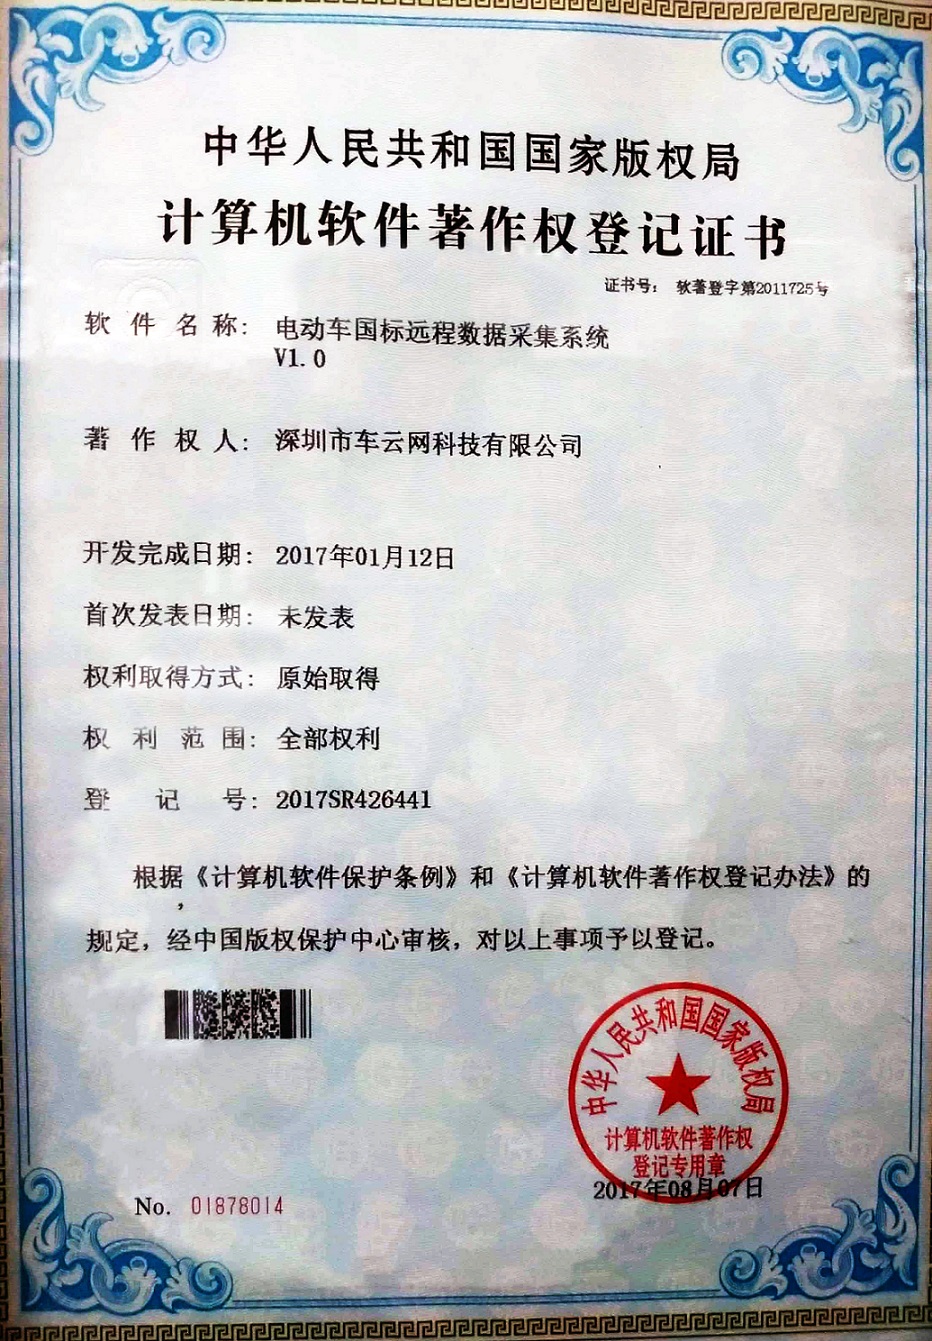 中华人民共和国国家版权局
计算机软件著作权登记证书
证书号： 软著登字第2011725号
软件名称： 电动车国标远程数据采集系统
V1.0
著作权人： 深圳市车云网科技有限公司
开发完成日期： 2017年01月12日
首次发表日期： 未发表
权利取得方式： 原始取得
权利范围： 全部权利
登记号： 2017SR426441
根据《计算机软件保护条例》和《计算机软件著作权登记办法》的
规定，经中国版权保护中心审核，对以上事项予以登记。
中华人民共和国国家版权局
计算机软件著作权
登记专用章
2017年08月07日
No. 01878014